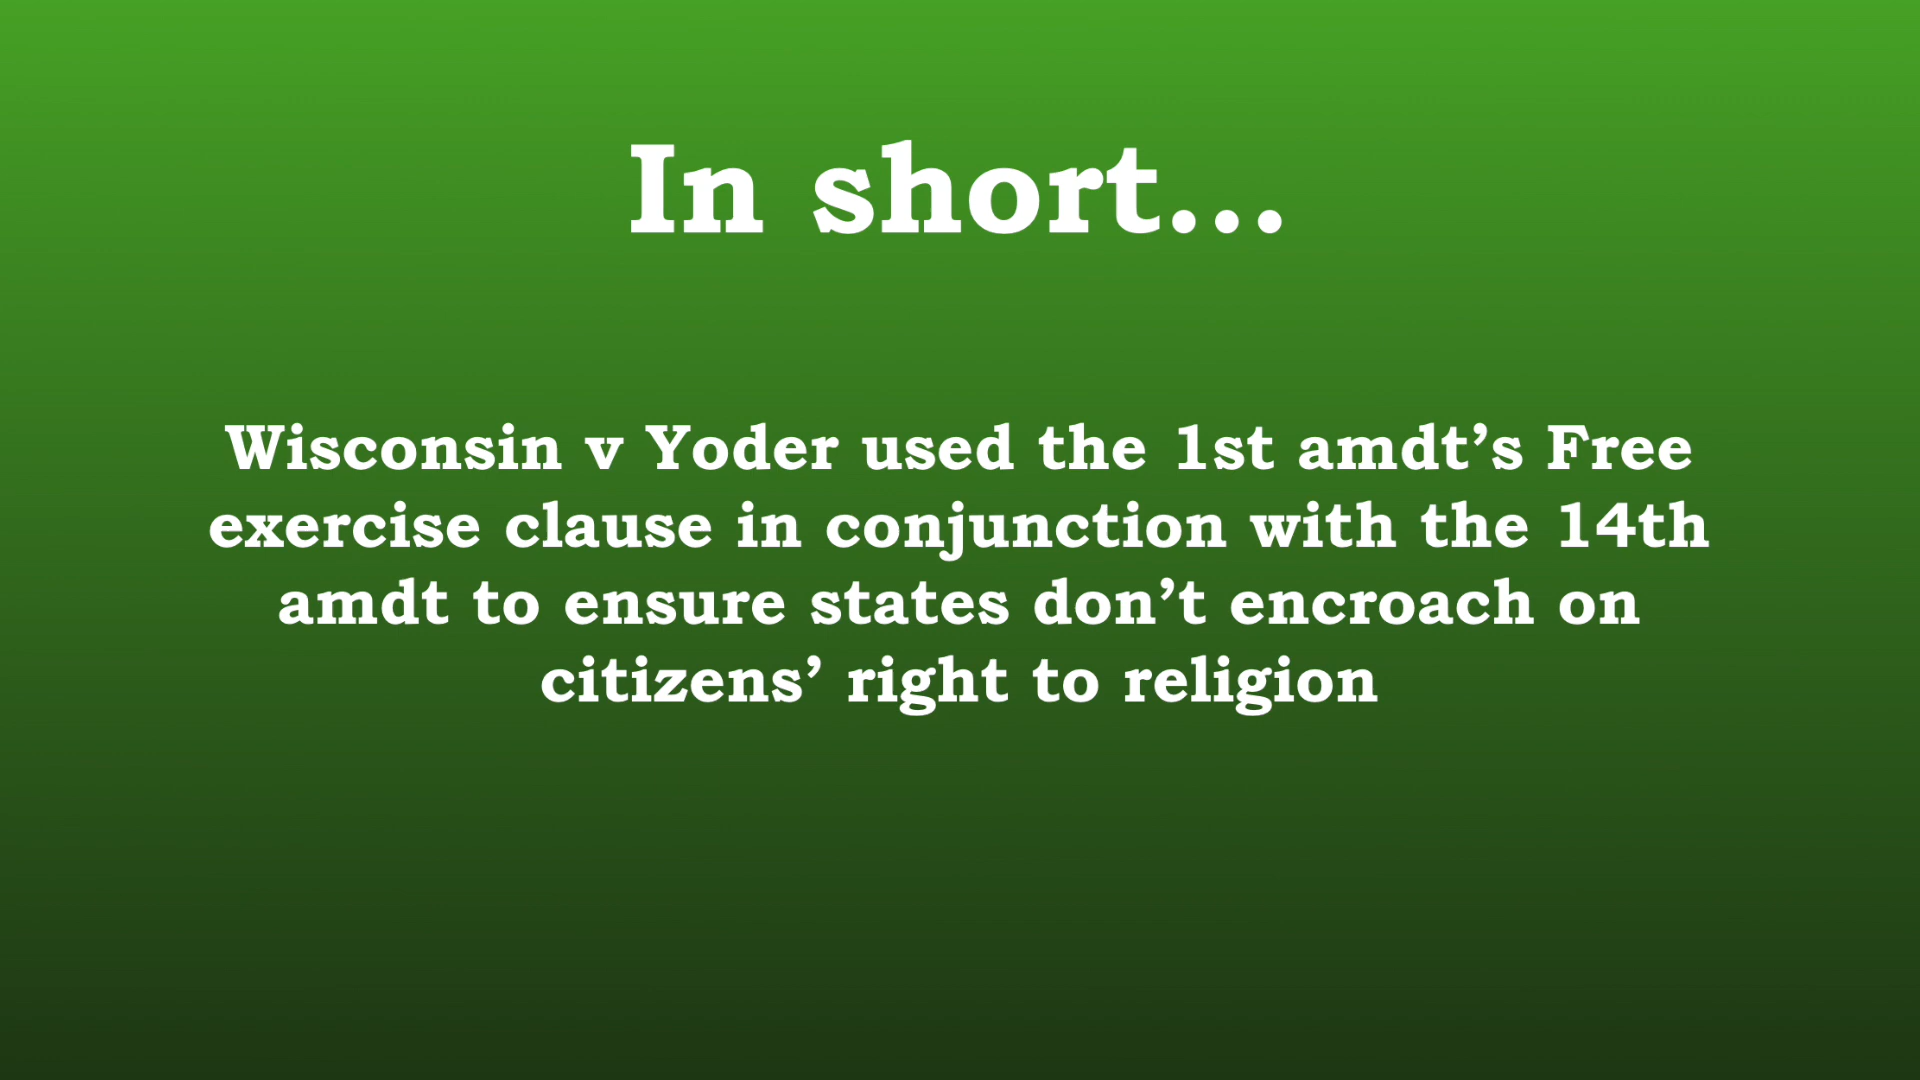 In short...
Wisconsin v Yoder used the 1st amdt’s Free
exercise clause in conjunction with the 14th
amdt to ensure states don’t encroach on
citizens’ right to religion